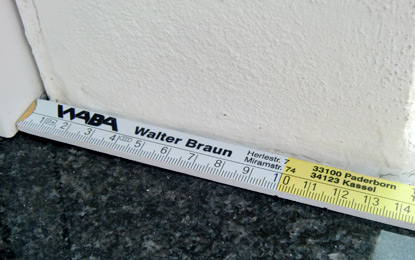 WABA
Walter Braun
Herlestr. 7
Miramstr. 74
33100 Paderborn
34123 Kassel
1 2 3 4 5 6 7 8 9 10 11 12 13 14